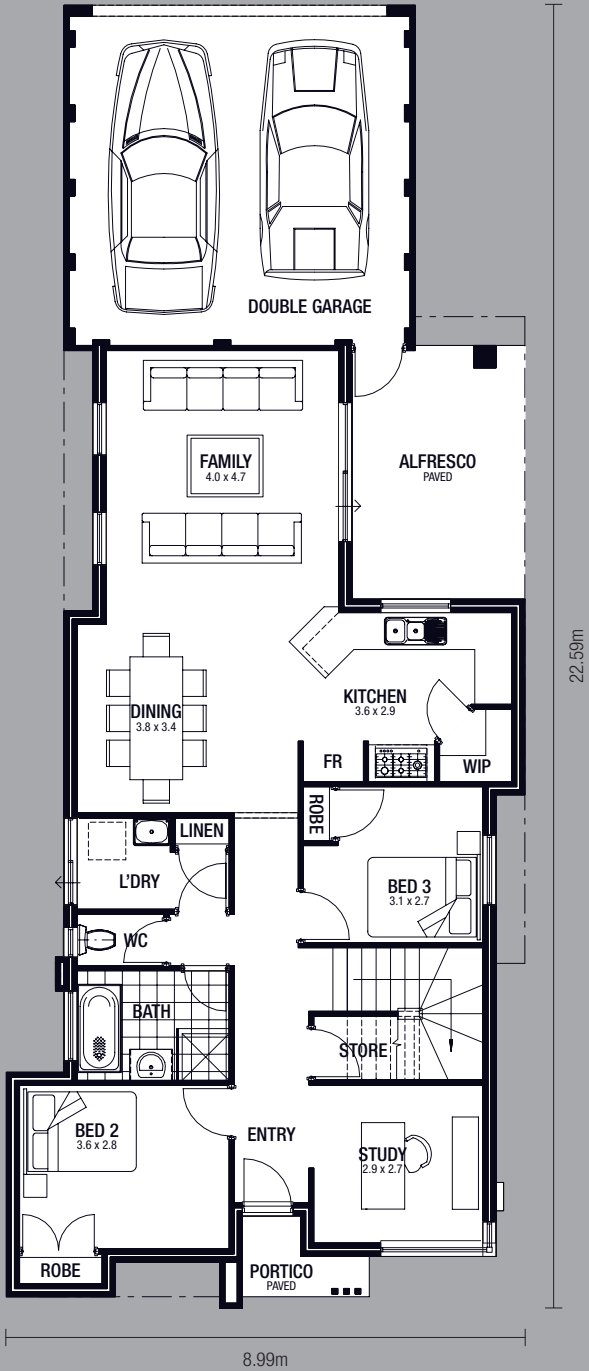 DOUBLE GARAGE
FAMILY
4.0 x 4.7
ALFRESCO
PAVED
22.59m
DINING
3.8 x 3.4
KITCHEN
3.6 x 2.9
FR
WIP
ROBE
LINEN
L'DRY
BED 3
3.1 x 2.7
WC
BATH
STORE
BED 2
3.6 x 2.8
ENTRY
STUDY
2.9 x 2.7
ROBE
PORTICO
PAVED
8.99m